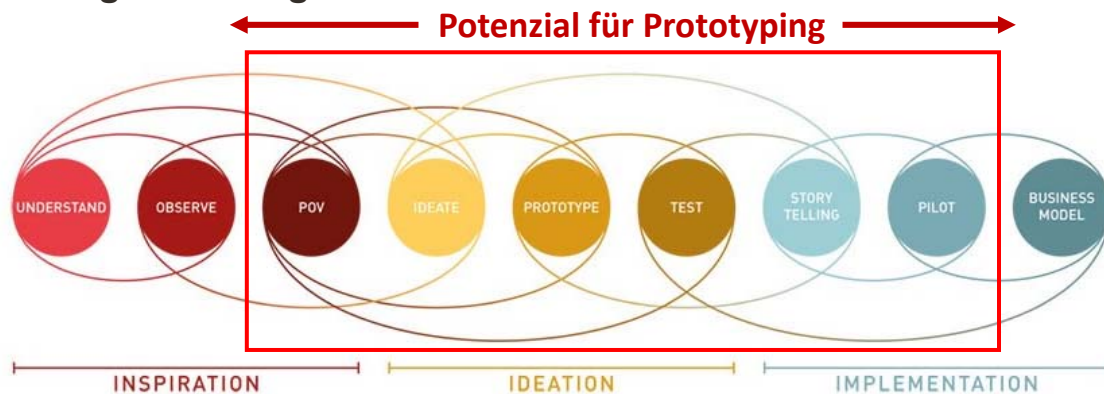 Potenzial für Prototyping
UNDERSTAND
OBSERVE
POV
IDEATE
PROTOTYPE
TEST
STORY
TELLING
PILOT
BUSINESS
MODEL
INSPIRATION
IDEATION
IMPLEMENTATION